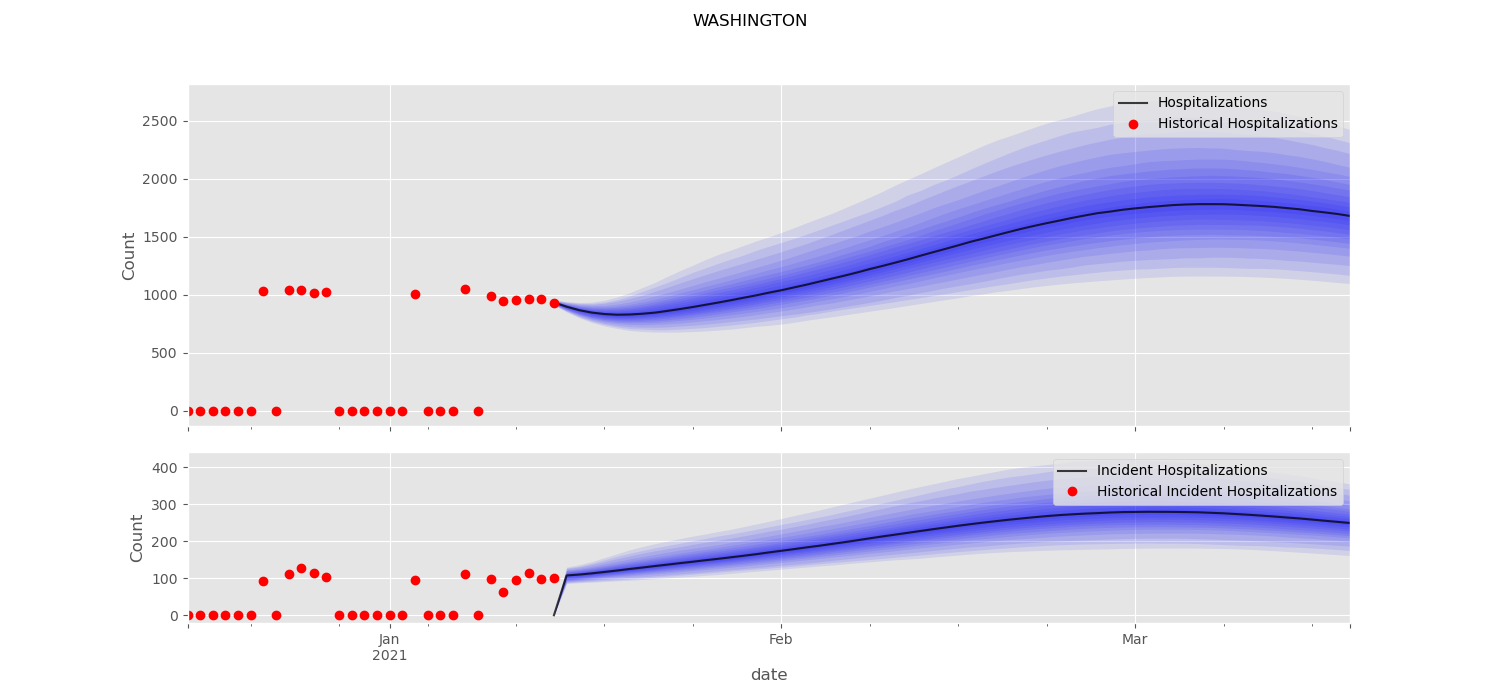 WASHINGTON
Hospitalizations
Historical Hospitalizations
2500
2000
1500
1000
500
0
Count
Incident Hospitalizations
Historical Incident Hospitalizations
400
300
200
100
0
Count
Jan
2021
Feb
Mar
date